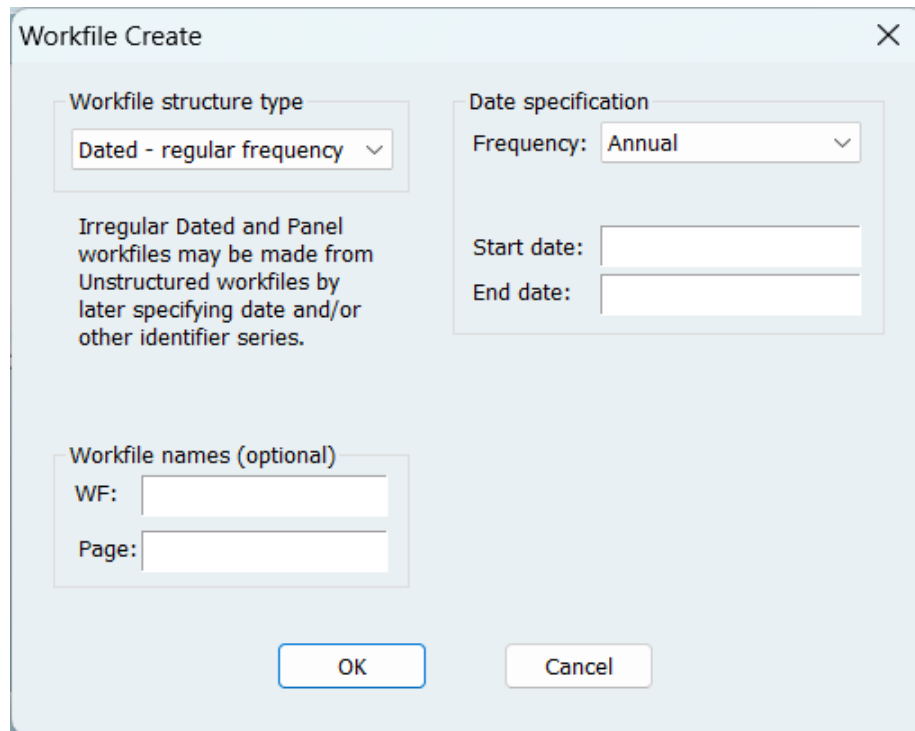 Workfile Create
Workfile structure type
Dated - regular frequency
Irregular Dated and Panel
workfiles may be made from
Unstructured workfiles by
later specifying date and/or
other identifier series.
Date specification
Frequency: Annual
Start date:
End date:
Workfile names (optional)
WF:
Page:
OK
Cancel